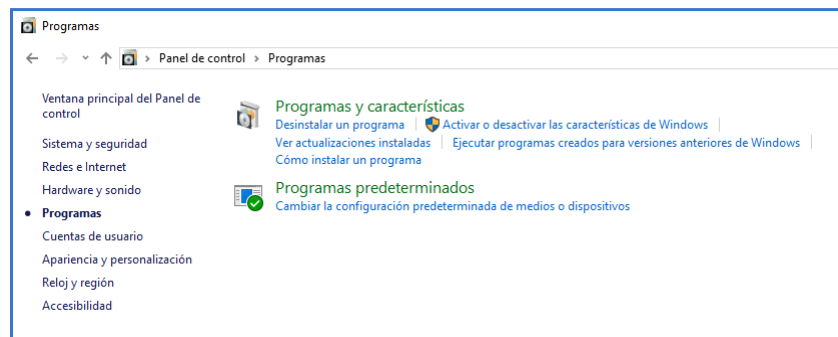 Programas
Panel de control > Programas
Ventana principal del Panel de
control
Sistema y seguridad
Redes e Internet
Hardware y sonido
Programas
Cuentas de usuario
Apariencia y personalización
Reloj y región
Accesibilidad
Programas y características
Desinstalar un programa | Activar o desactivar las características de Windows |
Ver actualizaciones instaladas | Ejecutar programas creados para versiones anteriores de Windows |
Cómo instalar un programa
Programas predeterminados
Cambiar la configuración predeterminada de medios o dispositivos